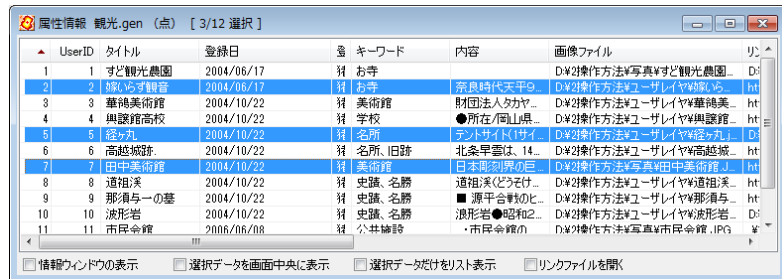 属性情報 観光.gen （点） [ 3/12 選択 ]
UserID タイトル 登録日 キーワード 内容 画像ファイル
1 1 すど観光農園 2004/06/17 お寺 D:¥2操作方法¥写真¥すど観光農園...
2 2 嫁いらず観音 2004/06/17 お寺 奈良時代天平9... D:¥2操作方法¥ユーザレイヤ¥嫁いら...
3 3 華鴒美術館 2004/10/22 美術館 財団法人タカヤ... D:¥2操作方法¥ユーザレイヤ¥華鴒美... ht
4 4 興譲館高校 2004/10/22 学校 ●所在/岡山県... D:¥2操作方法¥ユーザレイヤ¥興譲館... ht
5 5 経ヶ丸 2004/10/22 名所 テントサイト(1サイ... D:¥2操作方法¥ユーザレイヤ¥経ヶ丸.j...
6 6 高越城跡. 2004/10/22 名所、旧跡 北条早雲は、14... D:¥2操作方法¥ユーザレイヤ¥高越城... ht
7 7 田中美術館 2004/10/22 美術館 日本彫刻界の巨... D:¥2操作方法¥写真¥田中美術館.J... ht
8 8 道祖渓 2004/10/22 史蹟、名勝 道祖渓(どうそけ... D:¥2操作方法¥ユーザレイヤ¥道祖渓... ht
9 9 那須与一の墓 2004/10/22 史蹟、名勝 ■ 源平合戦のヒ... D:¥2操作方法¥ユーザレイヤ¥那須与... ht
10 10 波形岩 2004/10/22 史蹟、名勝 浪形岩●昭和2... D:¥2操作方法¥ユーザレイヤ¥波形岩...
11 11 市民会館 2006/06/08 公共施設 ・市民会館の D:¥2操作方法¥写真¥市民会館.JPG
情報ウィンドウの表示 選択データを画面中央に表示 選択データだけをリスト表示 リンクファイルを開く